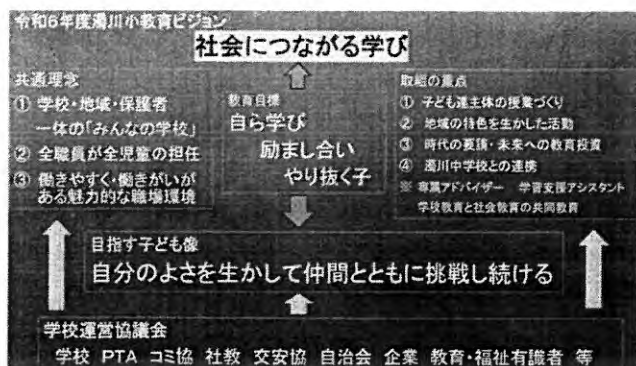 令和6年度濁川小教育ビジョン
社会につながる学び
共通理念
① 学校・地域・保護者
一体の「みんなの学校」
② 全職員が全児童の担任
③ 働きやすく・働きがいが
ある魅力的な職場環境
教育目標
自ら学び
励まし合い
やり抜く子
取組の重点
① 子ども達主体の授業づくり
② 地域の特色を生かした活動
③ 時代の要請・未来への教育投資
④ 濁川中学校との連携
※ 専属アドバイザー 学習支援アシスタント
学校教育と社会教育の共同教育
目指す子ども像
自分のよさを生かして仲間とともに挑戦し続ける
学校運営協議会
学校 PTA コミ協 社教 交安協 自治会 企業 教育・福祉有識者 等